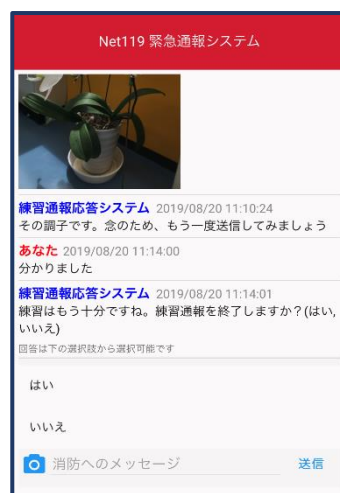 Net119 緊急通報システム
練習通報応答システム 2019/08/20 11:10:24
その調子です。念のため、もう一度送信してみましょう
あなた 2019/08/20 11:14:00
分かりました
練習通報応答システム 2019/08/20 11:14:01
練習はもう十分ですね。練習通報を終了しますか？(はい,
いいえ)
回答は下の選択肢から選択可能です
はい
いいえ
消防へのメッセージ 送信